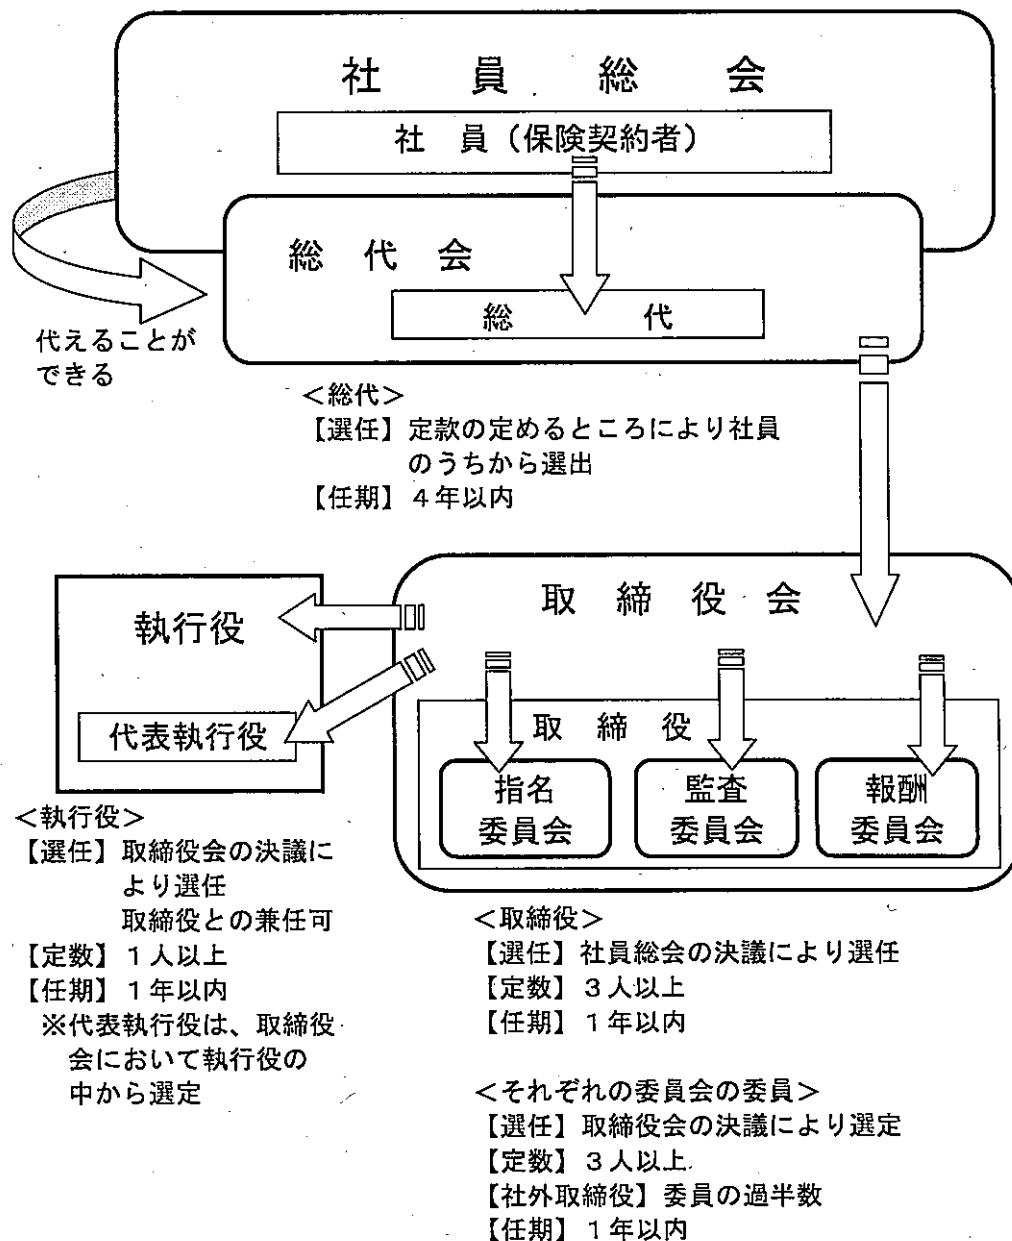 社員総会
社員（保険契約者）
総代会
総代
代えることが
できる
＜総代＞
【選任】定款の定めるところにより社員
のうちから選出
【任期】４年以内
取締役会
執行役
代表執行役
取締役
指名
委員会
監査
委員会
報酬
委員会
＜執行役＞
【選任】取締役会の決議に
より選任
取締役との兼任可
【定数】１人以上
【任期】１年以内
※代表執行役は、取締役
会において執行役の
中から選定
＜取締役＞
【選任】社員総会の決議により選任
【定数】３人以上
【任期】１年以内
＜それぞれの委員会の委員＞
【選任】取締役会の決議により選定
【定数】３人以上
【社外取締役】委員の過半数
【任期】１年以内